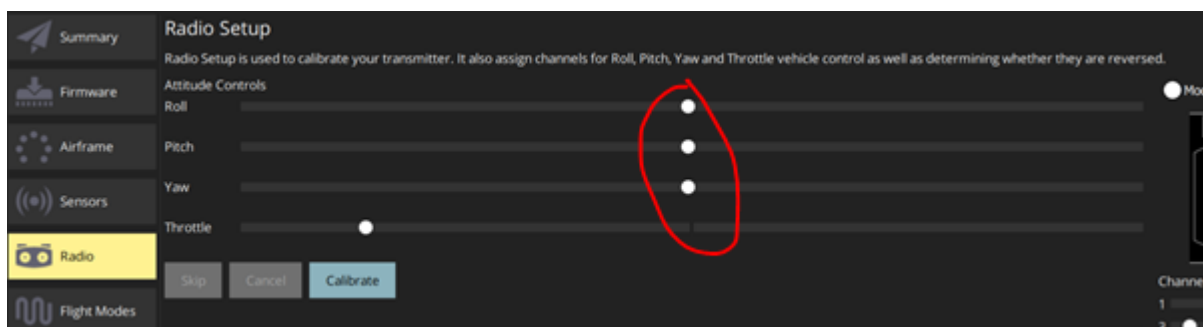 Summary
Firmware
Airframe
Sensors
Radio
Flight Modes
Radio Setup
Radio Setup is used to calibrate your transmitter. It also assign channels for Roll, Pitch, Yaw and Throttle vehicle control as well as determining whether they are reversed.
Attitude Controls
Roll
Pitch
Yaw
Throttle
Skip
Cancel
Calibrate
1